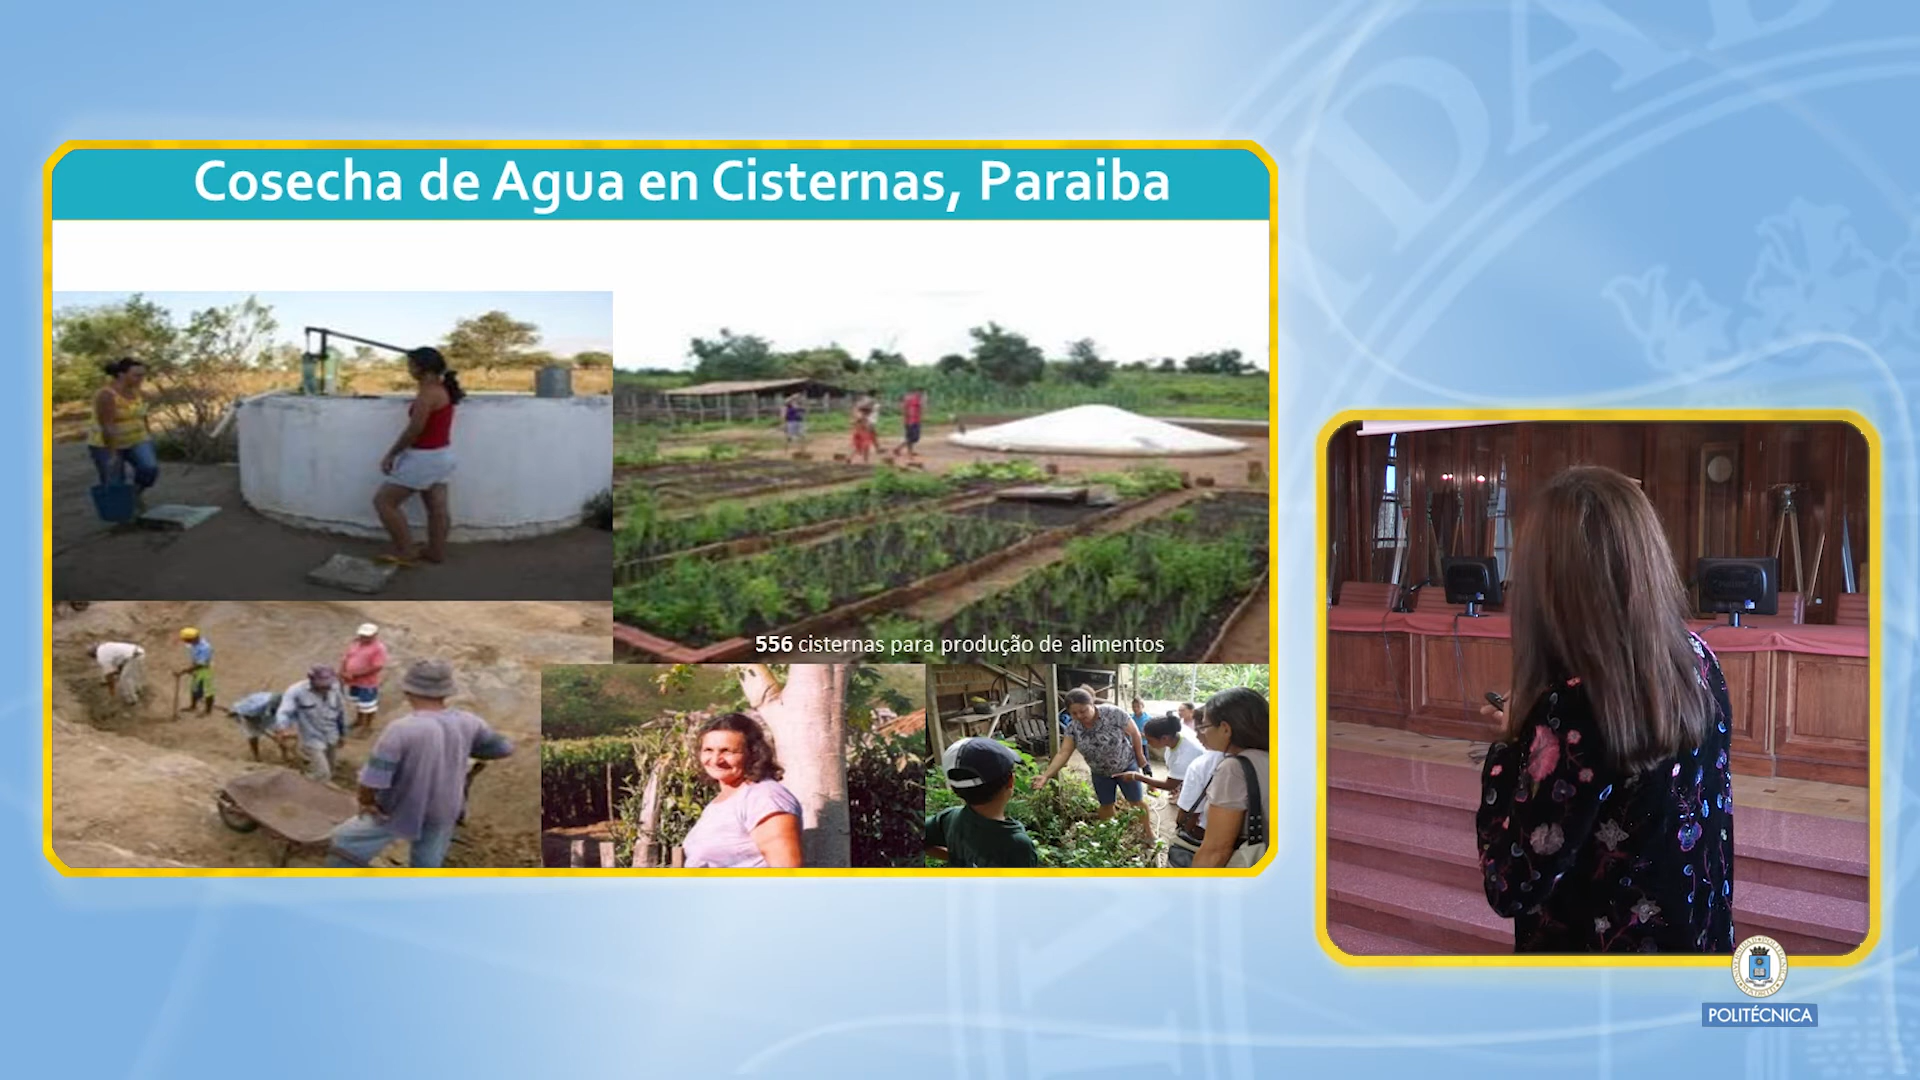 Cosecha de Agua en Cisternas, Paraiba
556 cisternas para produção de alimentos
POLITÉCNICA